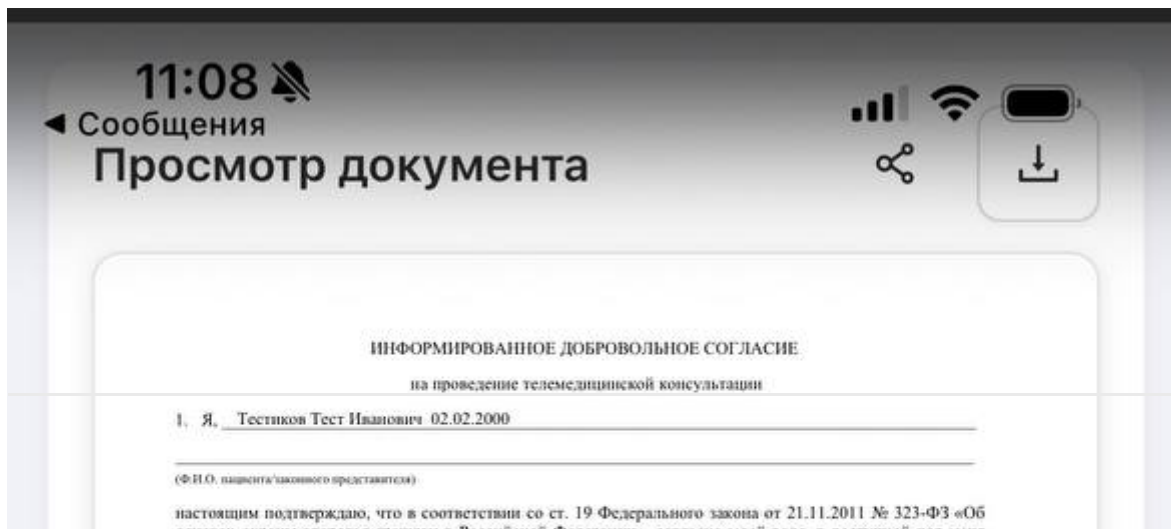 11:08
◀ Сообщения
Просмотр документа
ИНФОРМИРОВАННОЕ ДОБРОВОЛЬНОЕ СОГЛАСИЕ
на проведение телемедицинской консультации
1. Я, Тестиков Тест Иванович 02.02.2000
(Ф.И.О. пациента/законного представителя)
настоящим подтверждаю, что в соответствии со ст. 19 Федерального закона от 21.11.2011 № 323-ФЗ «Об